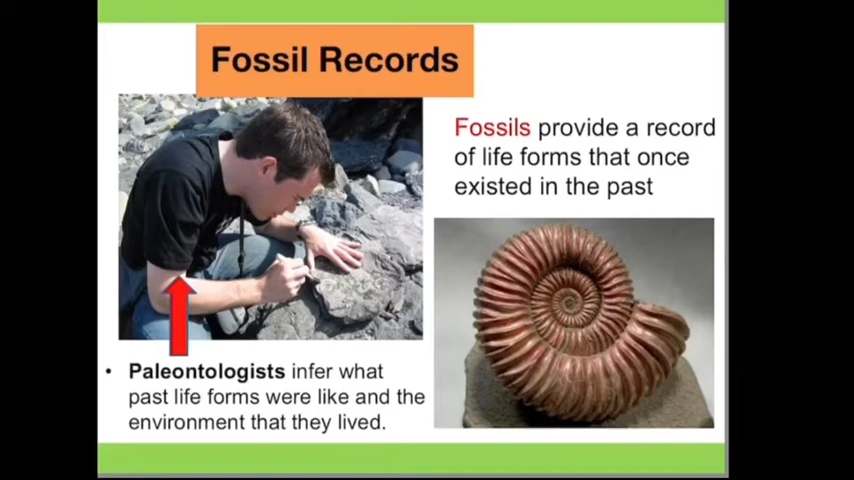 Fossil Records
Fossils provide a record
of life forms that once
existed in the past
• Paleontologists infer what
past life forms were like and the
environment that they lived.